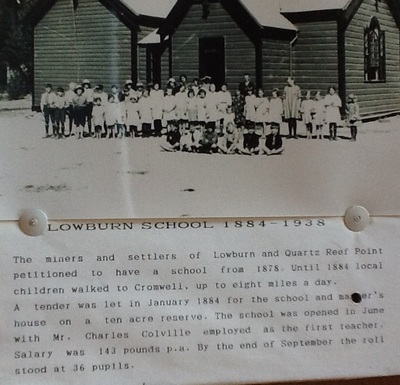 LOWBURN SCHOOL 1884-1938
The miners and settlers of Lowburn and Quartz Reef Point
petitioned to have a school from 1878. Until 1884 local
children walked to Cromwell, up to eight miles a day.
A tender was let in January 1884 for the school and
house on a ten acre reserve. The school was opened in June
with Mr. Charles Colville employed as the first teacher.
Salary was 143 pounds p.a. By the end of September the roll
stood at 36 pupils.